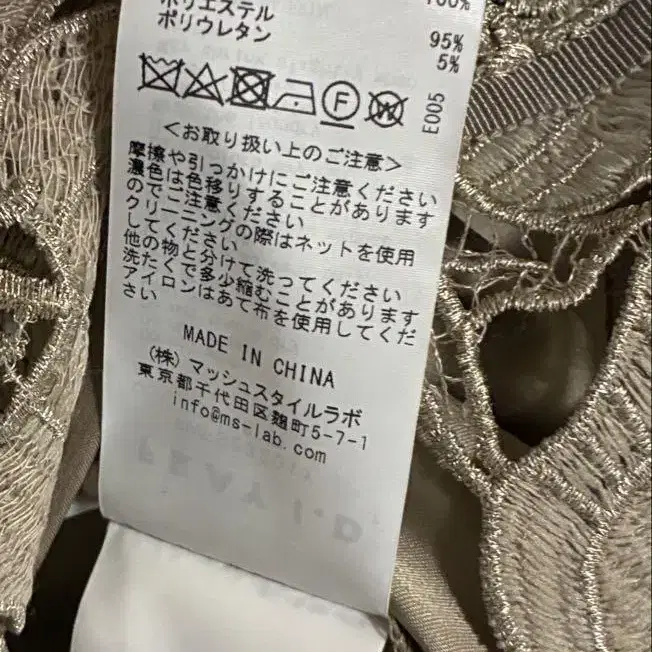 100%
ポリエステル 95%
ポリウレタン 5%
F W
E005
<お取り扱い上のご注意>
摩擦や引っかけにご注意ください
濃色は色移りすることがあります
のでご注意ください
クリーニングの際はネットを使用
してください
他の物と分けて洗ってください
洗たくで多少縮むことがあります
アイロンはあて布を使用してくだ
さい
MADE IN CHINA
(株)マッシュスタイルラボ
東京都千代田区麹町5-7-1
info@ms-lab.com